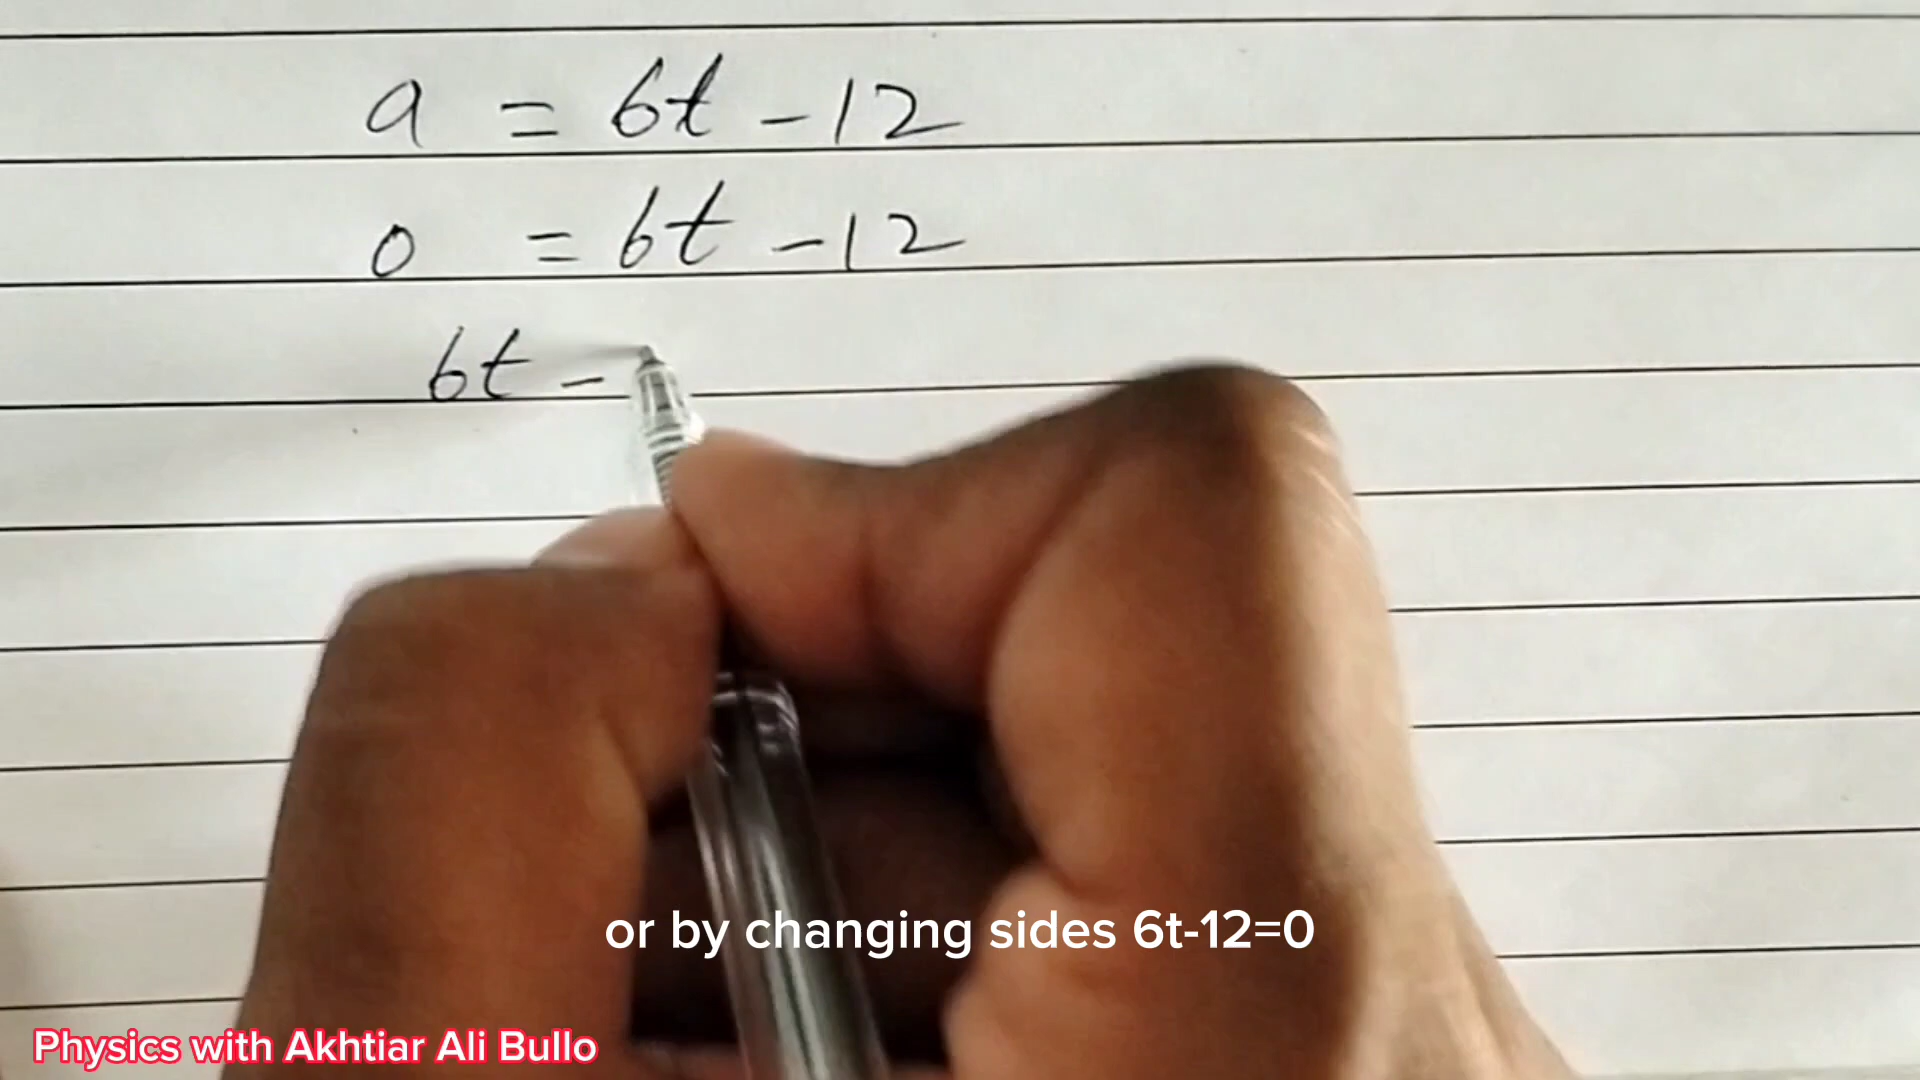 a = 6t - 12
0 = 6t - 12
6t -
or by changing sides 6t-12=0
Physics with Akhtiar Ali Bullo